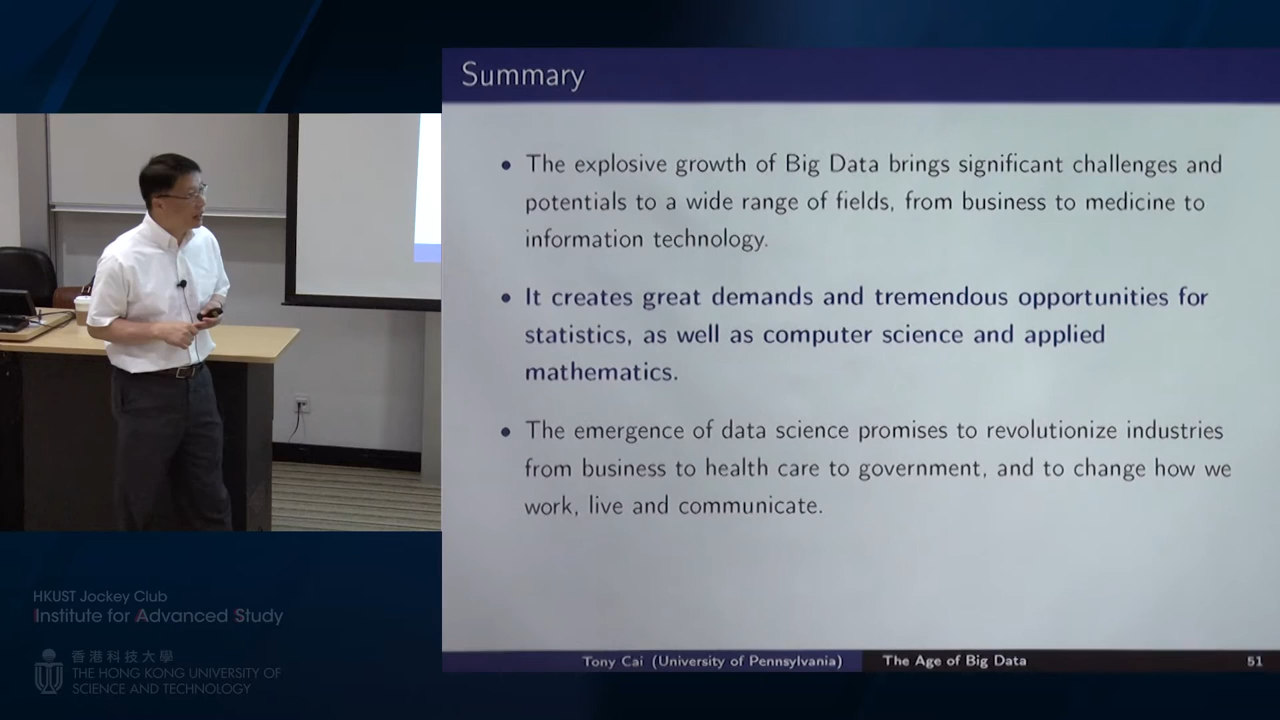 Summary
• The explosive growth of Big Data brings significant challenges and
potentials to a wide range of fields, from business to medicine to
information technology.
• It creates great demands and tremendous opportunities for
statistics, as well as computer science and applied
mathematics.
• The emergence of data science promises to revolutionize industries
from business to health care to government, and to change how we
work, live and communicate.
HKUST Jockey Club
Institute for Advanced Study
香港科技大學
THE HONG KONG UNIVERSITY OF
SCIENCE AND TECHNOLOGY
Tony Cai (University of Pennsylvania) The Age of Big Data 51